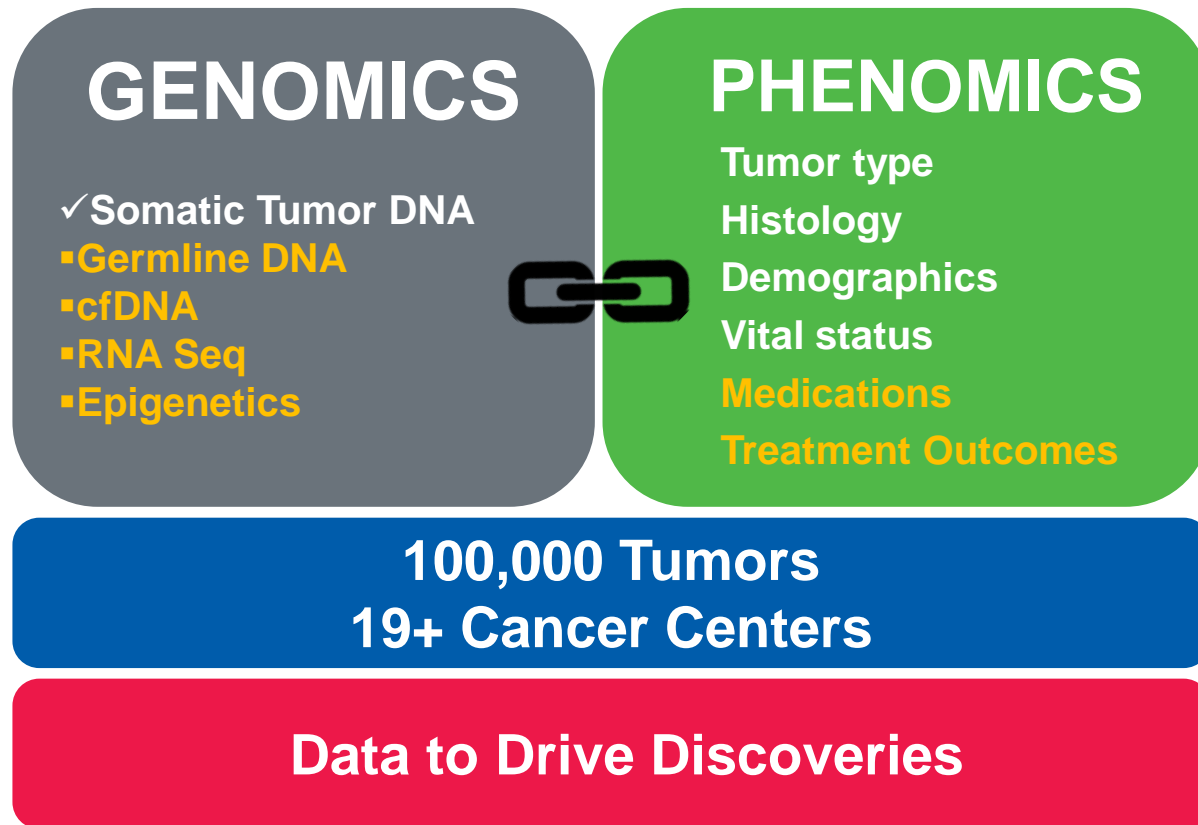 GENOMICS
✓Somatic Tumor DNA
▪Germline DNA
▪cfDNA
▪RNA Seq
▪Epigenetics
PHENOMICS
Tumor type
Histology
Demographics
Vital status
Medications
Treatment Outcomes
100,000 Tumors
19+ Cancer Centers
Data to Drive Discoveries